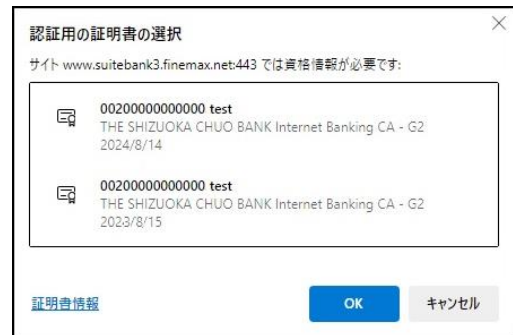 認証用の証明書の選択
サイト www.suitebank3.finemax.net:443 では資格情報が必要です:
00200000000000 test
THE SHIZUOKA CHUO BANK Internet Banking CA - G2
2024/8/14
00200000000000 test
THE SHIZUOKA CHUO BANK Internet Banking CA - G2
2023/8/15
証明書情報
OK
キャンセル